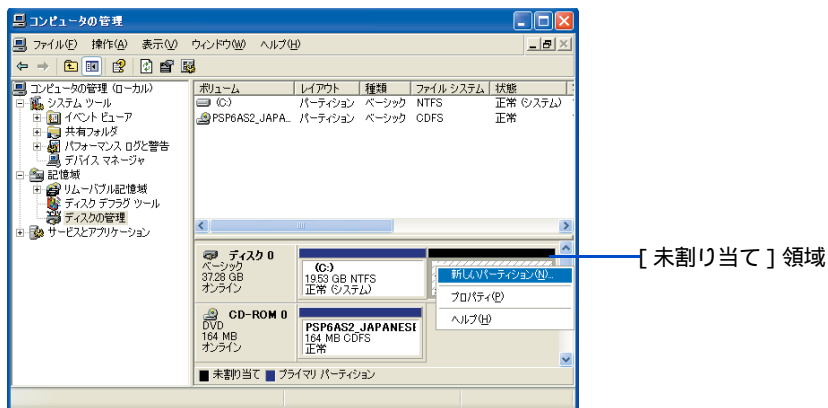 コンピュータの管理
ファイル(F) 操作(A) 表示(V) ウィンドウ(W) ヘルプ(H)
コンピュータの管理 (ローカル)
システム ツール
イベント ビューア
共有フォルダ
パフォーマンス ログと警告
デバイス マネージャ
記憶域
リムーバブル記憶域
ディスク デフラグ ツール
ディスクの管理
サービスとアプリケーション
ボリューム レイアウト 種類 ファイル システム 状態
(C:) パーティション ベーシック NTFS 正常 (システム)
PSP6AS2_JAPA... パーティション ベーシック CDFS 正常
ディスク 0
ベーシック
37.28 GB
オンライン
(C:)
19.53 GB NTFS
正常 (システム)
新しいパーティション(N)...
プロパティ(P)
ヘルプ(H)
[ 未割り当て ] 領域
CD-ROM 0
DVD
164 MB
オンライン
PSP6AS2_JAPANESE
164 MB CDFS
正常
未割り当て プライマリ パーティション